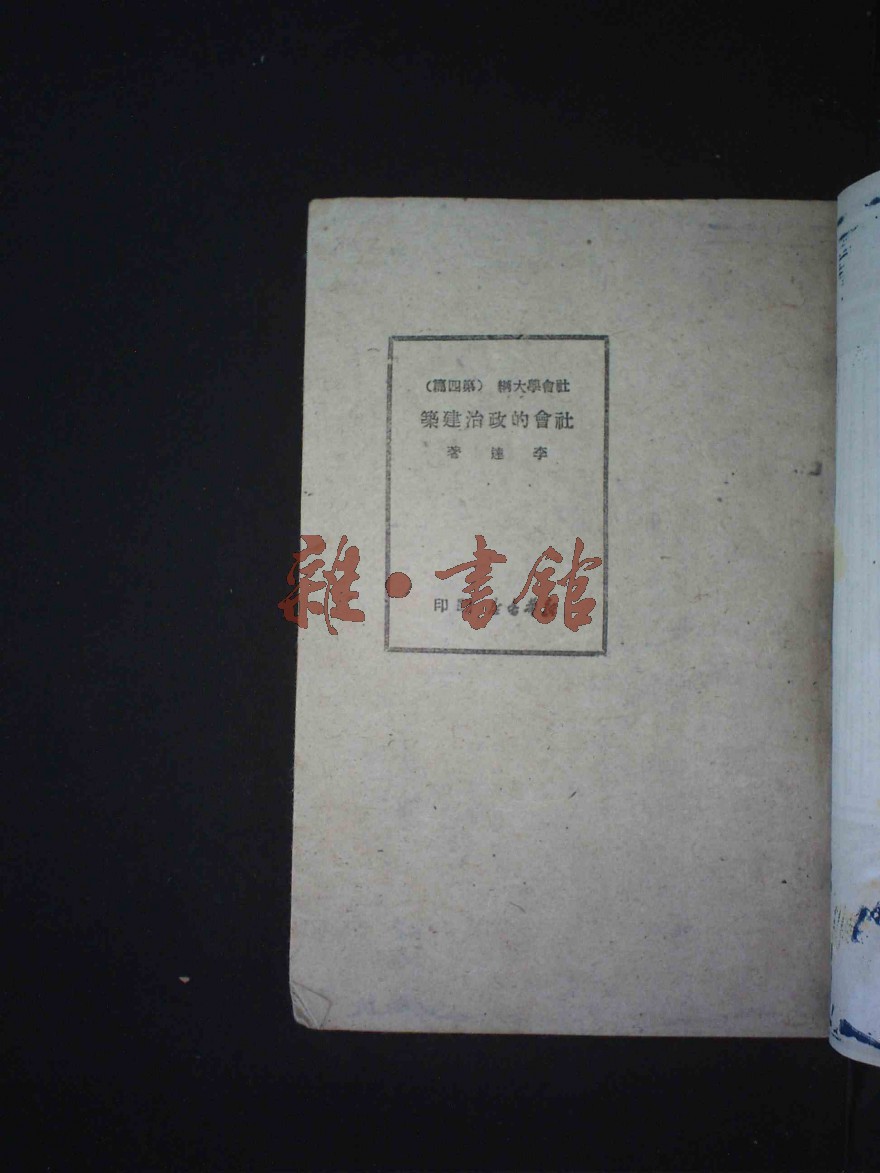 社會學大綱 （第四篇）
社會的政治建築
李達著
雜·書館
印